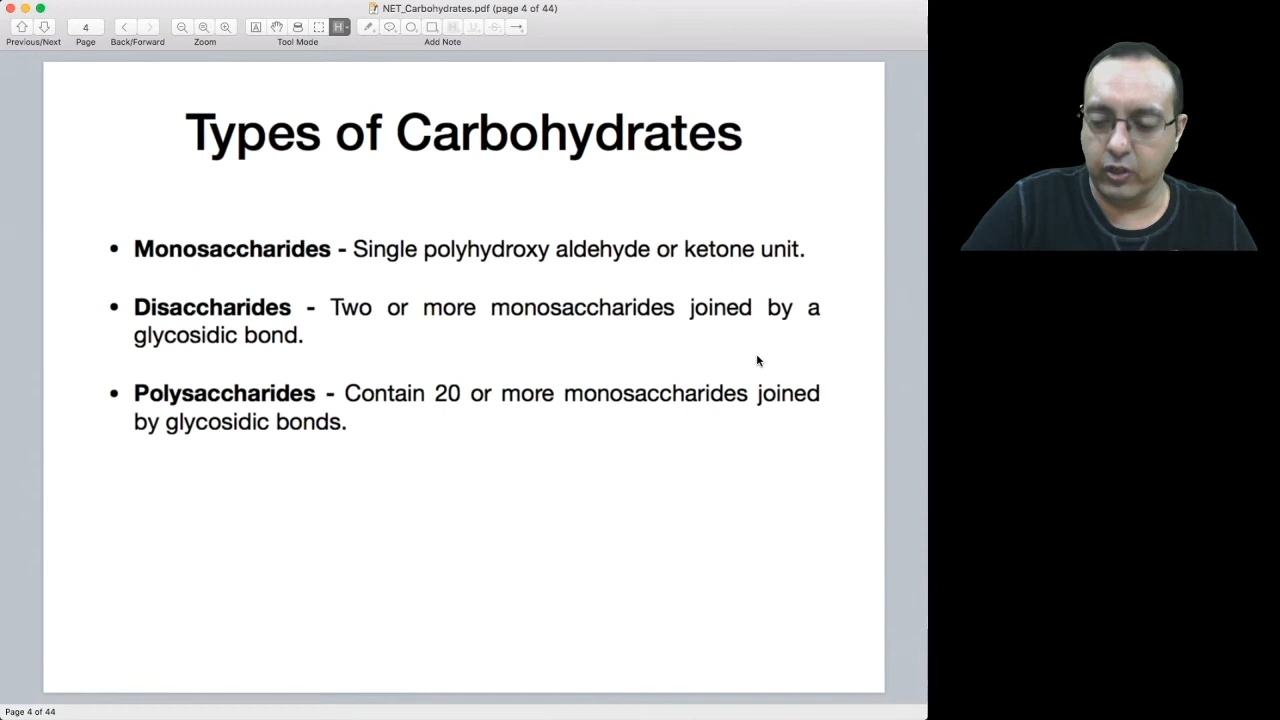 NET_Carbohydrates.pdf (page 4 of 44)
4
Previous/Next Page Back/Forward Zoom Tool Mode Add Note
Types of Carbohydrates
• Monosaccharides - Single polyhydroxy aldehyde or ketone unit.
• Disaccharides - Two or more monosaccharides joined by a
glycosidic bond.
• Polysaccharides - Contain 20 or more monosaccharides joined
by glycosidic bonds.
Page 4 of 44